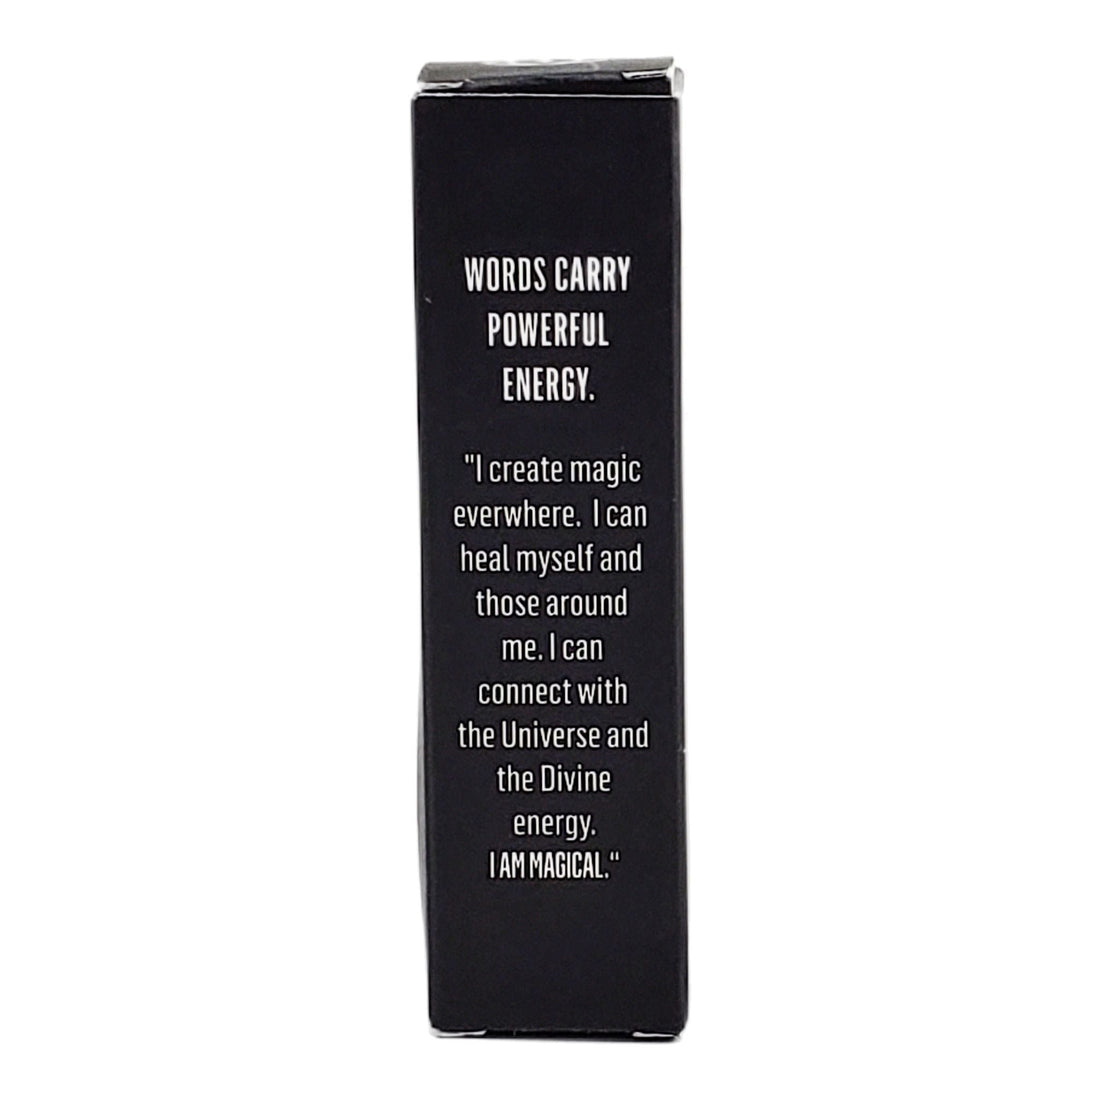 WORDS CARRY
POWERFUL
ENERGY.
"I create magic
everwhere. I can
heal myself and
those around
me. I can
connect with
the Universe and
the Divine
energy.
I AM MAGICAL."